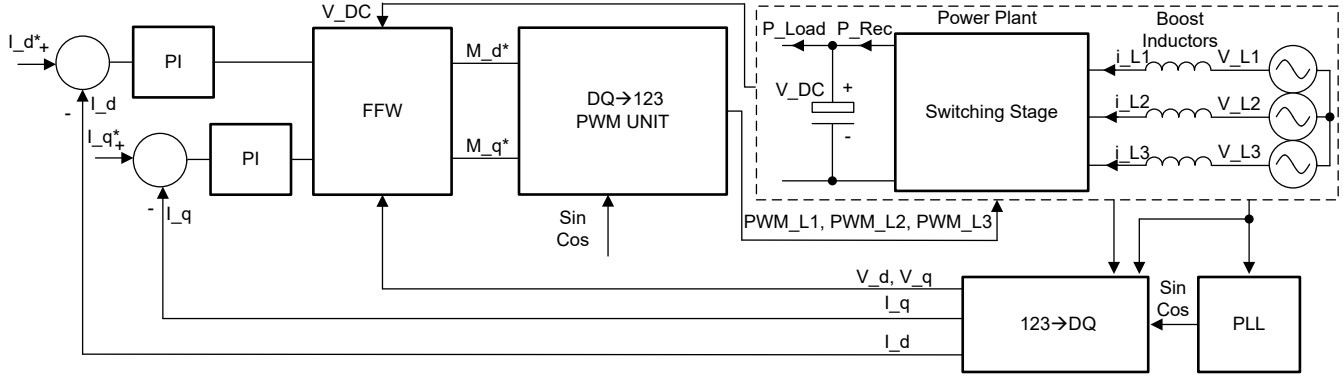 V_DC
Power Plant
Boost
Inductors
P_Load
P_Rec
I_d*
+
PI
M_d*
i_L1
V_L1
-
I_d
FFW
DQ→123
PWM UNIT
V_DC
+
-
Switching Stage
i_L2
V_L2
I_q*
+
PI
M_q*
i_L3
V_L3
-
I_q
Sin
Cos
PWM_L1, PWM_L2, PWM_L3
V_d, V_q
I_q
I_d
123→DQ
Sin
Cos
PLL